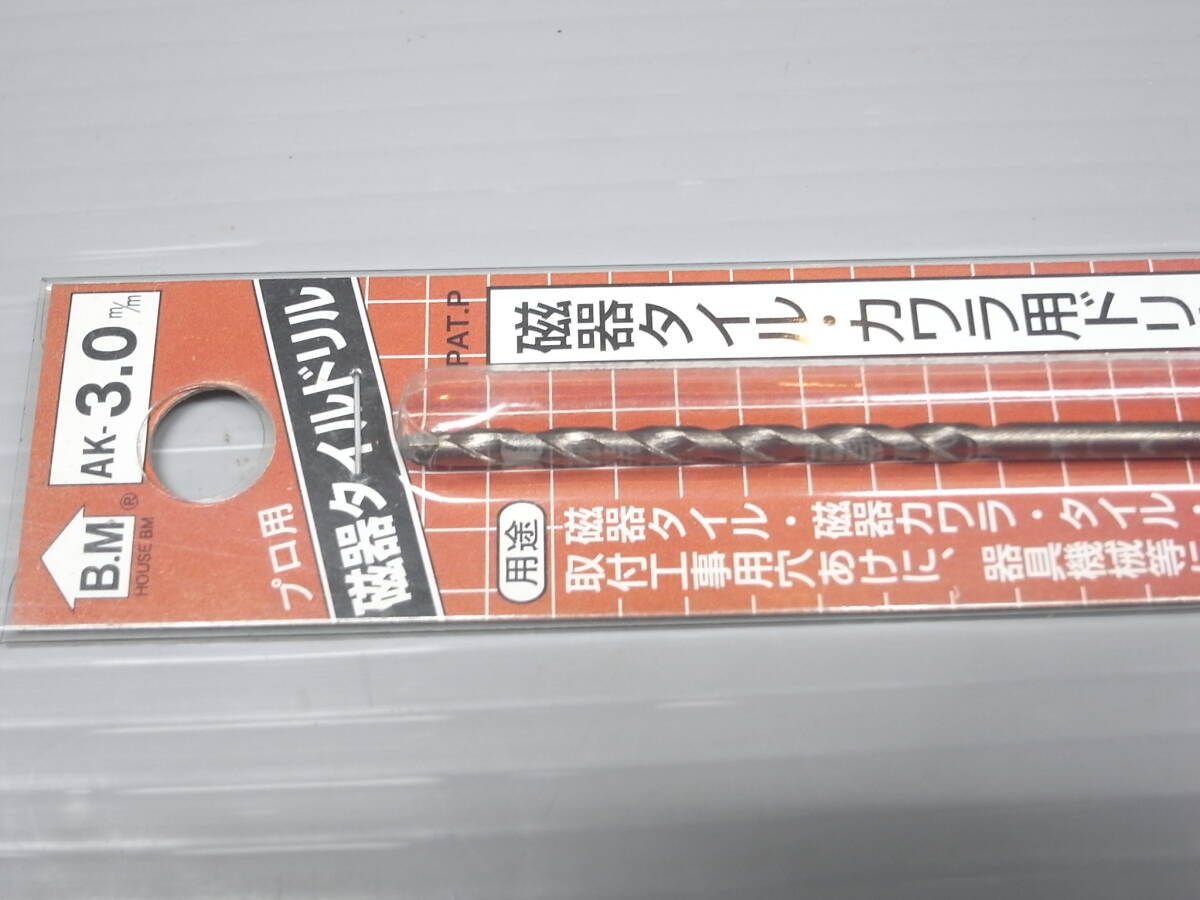 B.M
®
HOUSE BM
AK-3.0 m/m
プロ用
磁器タイルドリル
PAT.P
磁器タイル・カワラ用ドリ
用途
磁器タイル・磁器カワラ・タイル・
取付工事用穴あけに、器具機械等